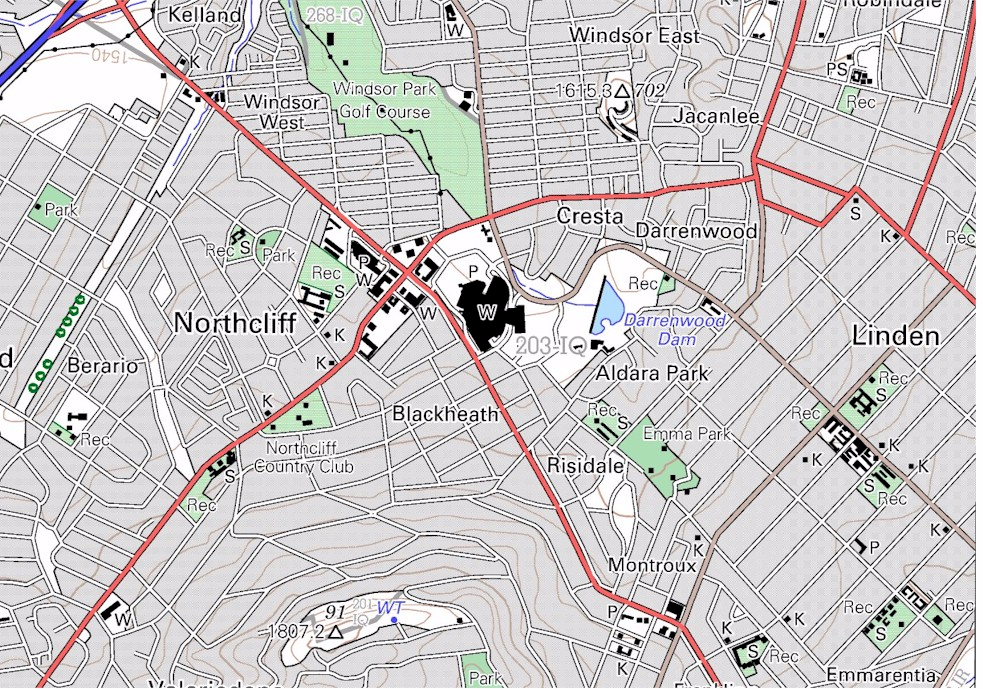 Kelland
268-IQ
W
K
Robindale
Windsor East
1540
K
PS
Windsor
West
Windsor Park
Golf Course
1615.3
702
Rec
Jacanlee
Park
Cresta
S
Darrenwood
K
Rec
Rec
S
Park
Rec
P
W
S
P
Rec
W
W
Darrenwood
Dam
Northcliff
K
203-IQ
Linden
d
Berario
K
Aldara Park
Rec
S
K
Blackheath
Rec
S
Rec
Rec
Emma Park
Northcliff
Country Club
K
K
K
S
Risidale
S
Rec
Rec
K
K
P
Montroux
91
201-
IQ
WT
1807.2
W
P
K
K
Rec
Rec
S
K
S
Rec
Park
Emmarentia